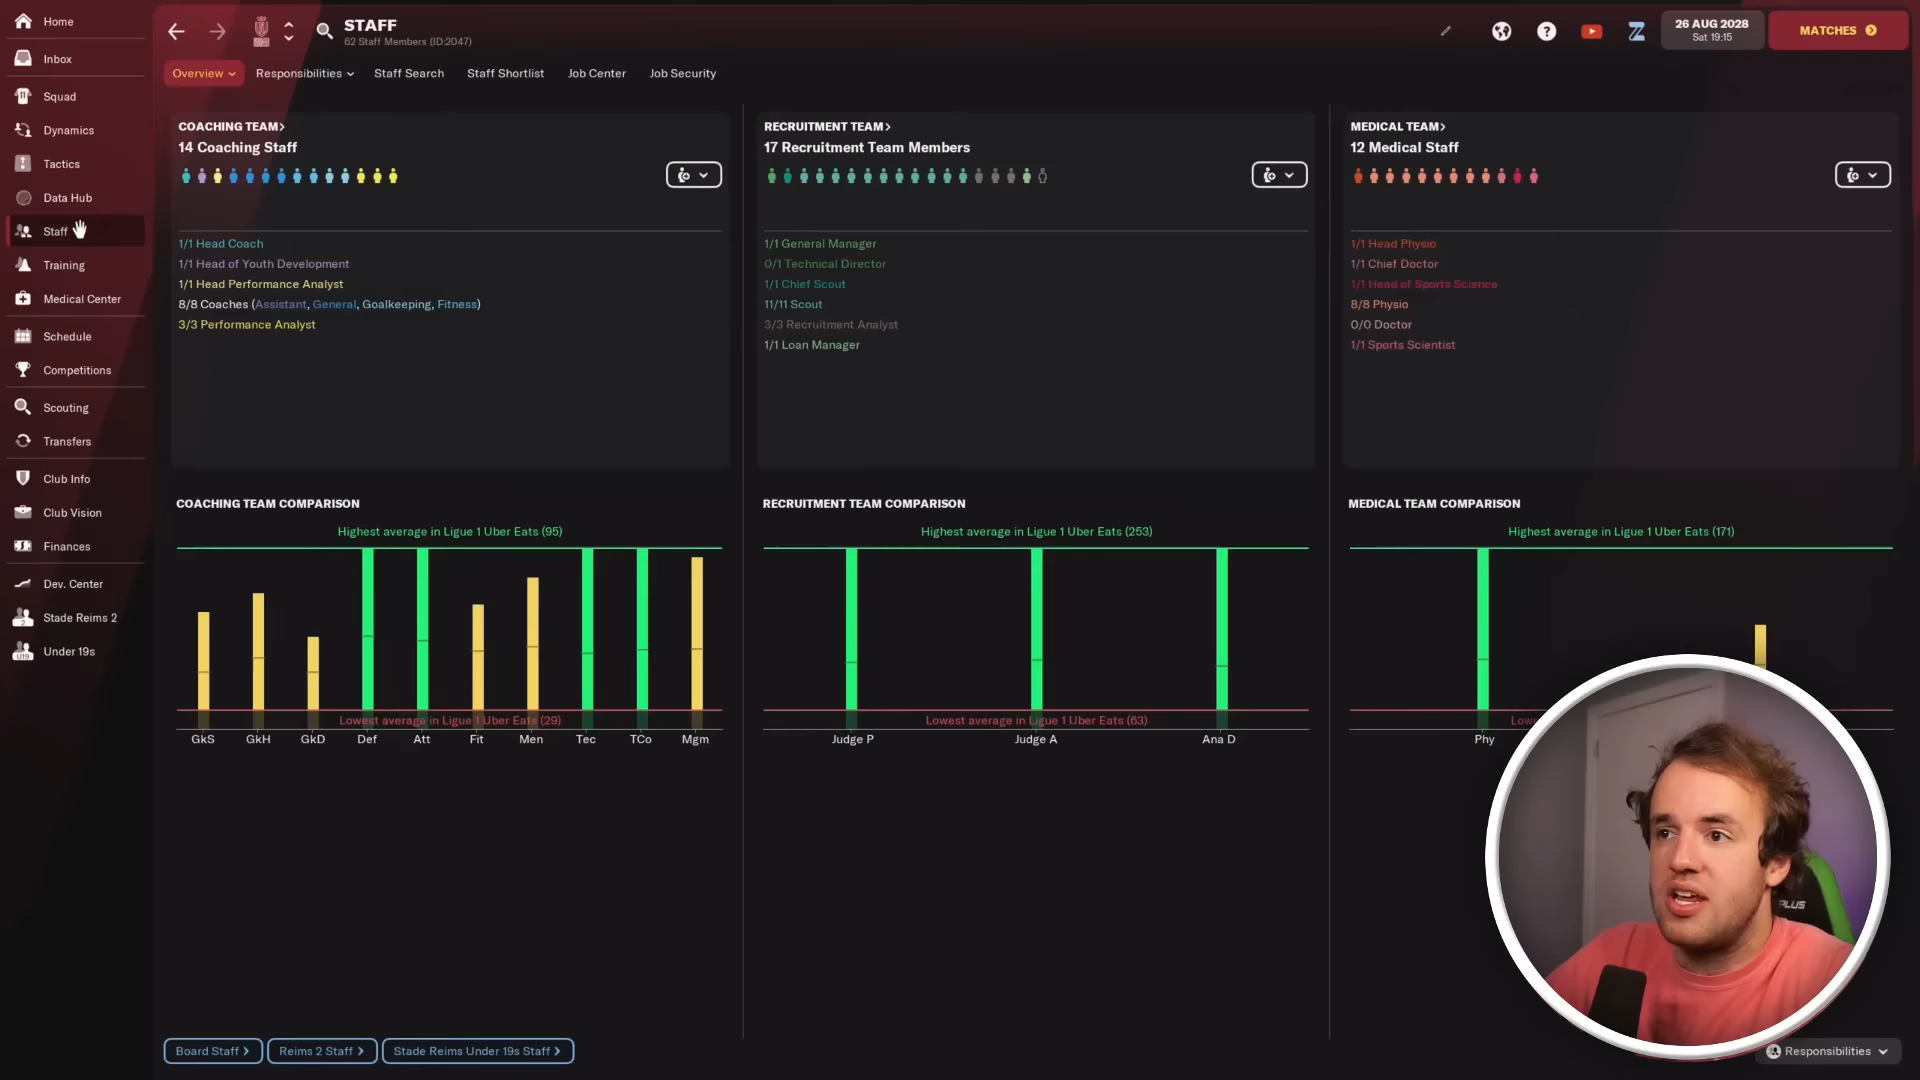 Home
Inbox
Squad
Dynamics
Tactics
Data Hub
Staff
Training
Medical Center
Schedule
Competitions
Scouting
Transfers
Club Info
Club Vision
Finances
Dev. Center
Stade Reims 2
Under 19s
STAFF
62 Staff Members (ID:2047)
26 AUG 2028
Sat 19:15
MATCHES
Overview
Responsibilities
Staff Search
Staff Shortlist
Job Center
Job Security
COACHING TEAM>
14 Coaching Staff
1/1 Head Coach
1/1 Head of Youth Development
1/1 Head Performance Analyst
8/8 Coaches (Assistant, General, Goalkeeping, Fitness)
3/3 Performance Analyst
RECRUITMENT TEAM>
17 Recruitment Team Members
1/1 General Manager
0/1 Technical Director
1/1 Chief Scout
11/11 Scout
3/3 Recruitment Analyst
1/1 Loan Manager
MEDICAL TEAM>
12 Medical Staff
1/1 Head Physio
1/1 Chief Doctor
1/1 Head of Sports Science
8/8 Physio
0/0 Doctor
1/1 Sports Scientist
COACHING TEAM COMPARISON
Highest average in Ligue 1 Uber Eats (95)
Lowest average in Ligue 1 Uber Eats (29)
GkS GkH GkD Def Att Fit Men Tec TCo Mgm
RECRUITMENT TEAM COMPARISON
Highest average in Ligue 1 Uber Eats (253)
Lowest average in Ligue 1 Uber Eats (63)
Judge P Judge A Ana D
MEDICAL TEAM COMPARISON
Highest average in Ligue 1 Uber Eats (171)
Phy
PLUS
Board Staff >
Reims 2 Staff >
Stade Reims Under 19s Staff >
Responsibilities